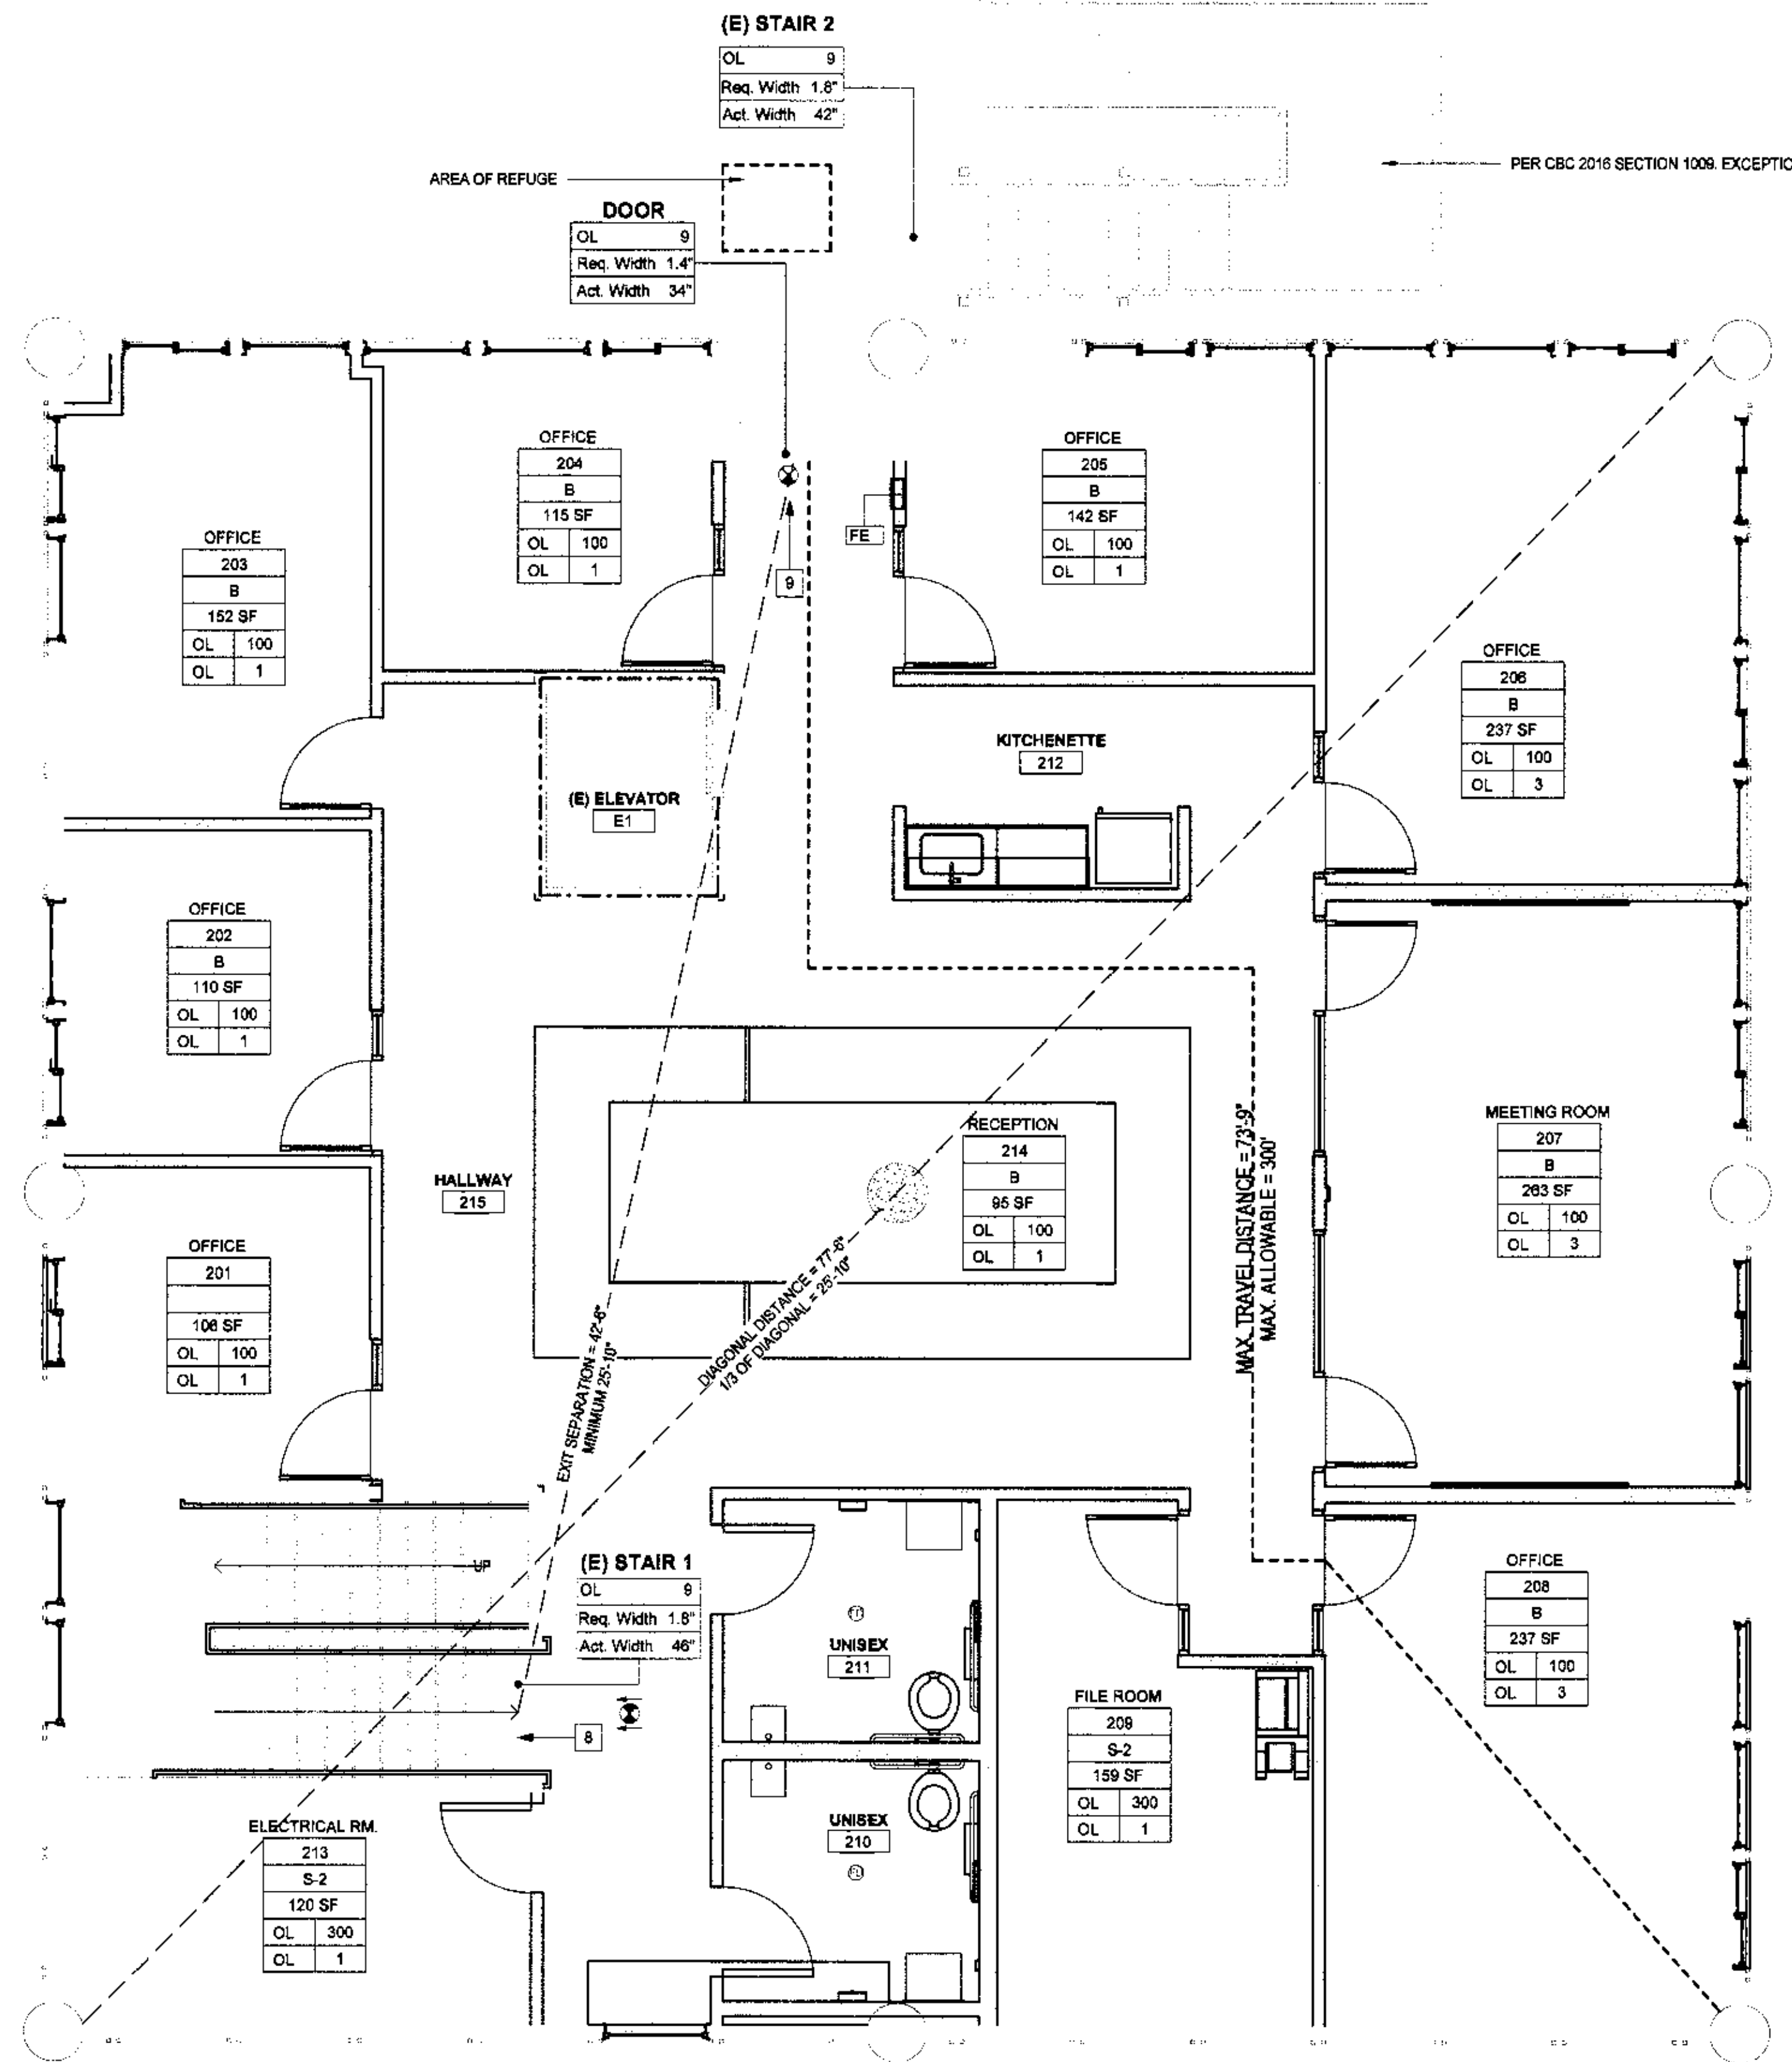 (E) STAIR 2
OL 9
Req. Width 1.8"
Act. Width 42"
AREA OF REFUGE
PER CBC 2016 SECTION 1009. EXCEPTIO
DOOR
OL 9
Req. Width 1.4"
Act. Width 34"
OFFICE
204
B
115 SF
OL 100
OL 1
OFFICE
205
B
142 SF
OL 100
OL 1
FE
9
OFFICE
203
B
152 SF
OL 100
OL 1
OFFICE
206
B
237 SF
OL 100
OL 3
KITCHENETTE
212
(E) ELEVATOR
E1
OFFICE
202
B
110 SF
OL 100
OL 1
RECEPTION
214
B
95 SF
OL 100
OL 1
MEETING ROOM
207
B
263 SF
OL 100
OL 3
MAX. TRAVEL DISTANCE = 73'-9"
MAX. ALLOWABLE = 300'
HALLWAY
215
OFFICE
201
106 SF
OL 100
OL 1
EXIT SEPARATION = 42'-6"
MINIMUM 25'-10"
DIAGONAL DISTANCE = 77'-6"
1/3 OF DIAGONAL = 25'-10"
UP
(E) STAIR 1
OL 9
Req. Width 1.8"
Act. Width 46"
8
UNISEX
211
OFFICE
208
B
237 SF
OL 100
OL 3
FILE ROOM
209
S-2
159 SF
OL 300
OL 1
UNISEX
210
ELECTRICAL RM.
213
S-2
120 SF
OL 300
OL 1